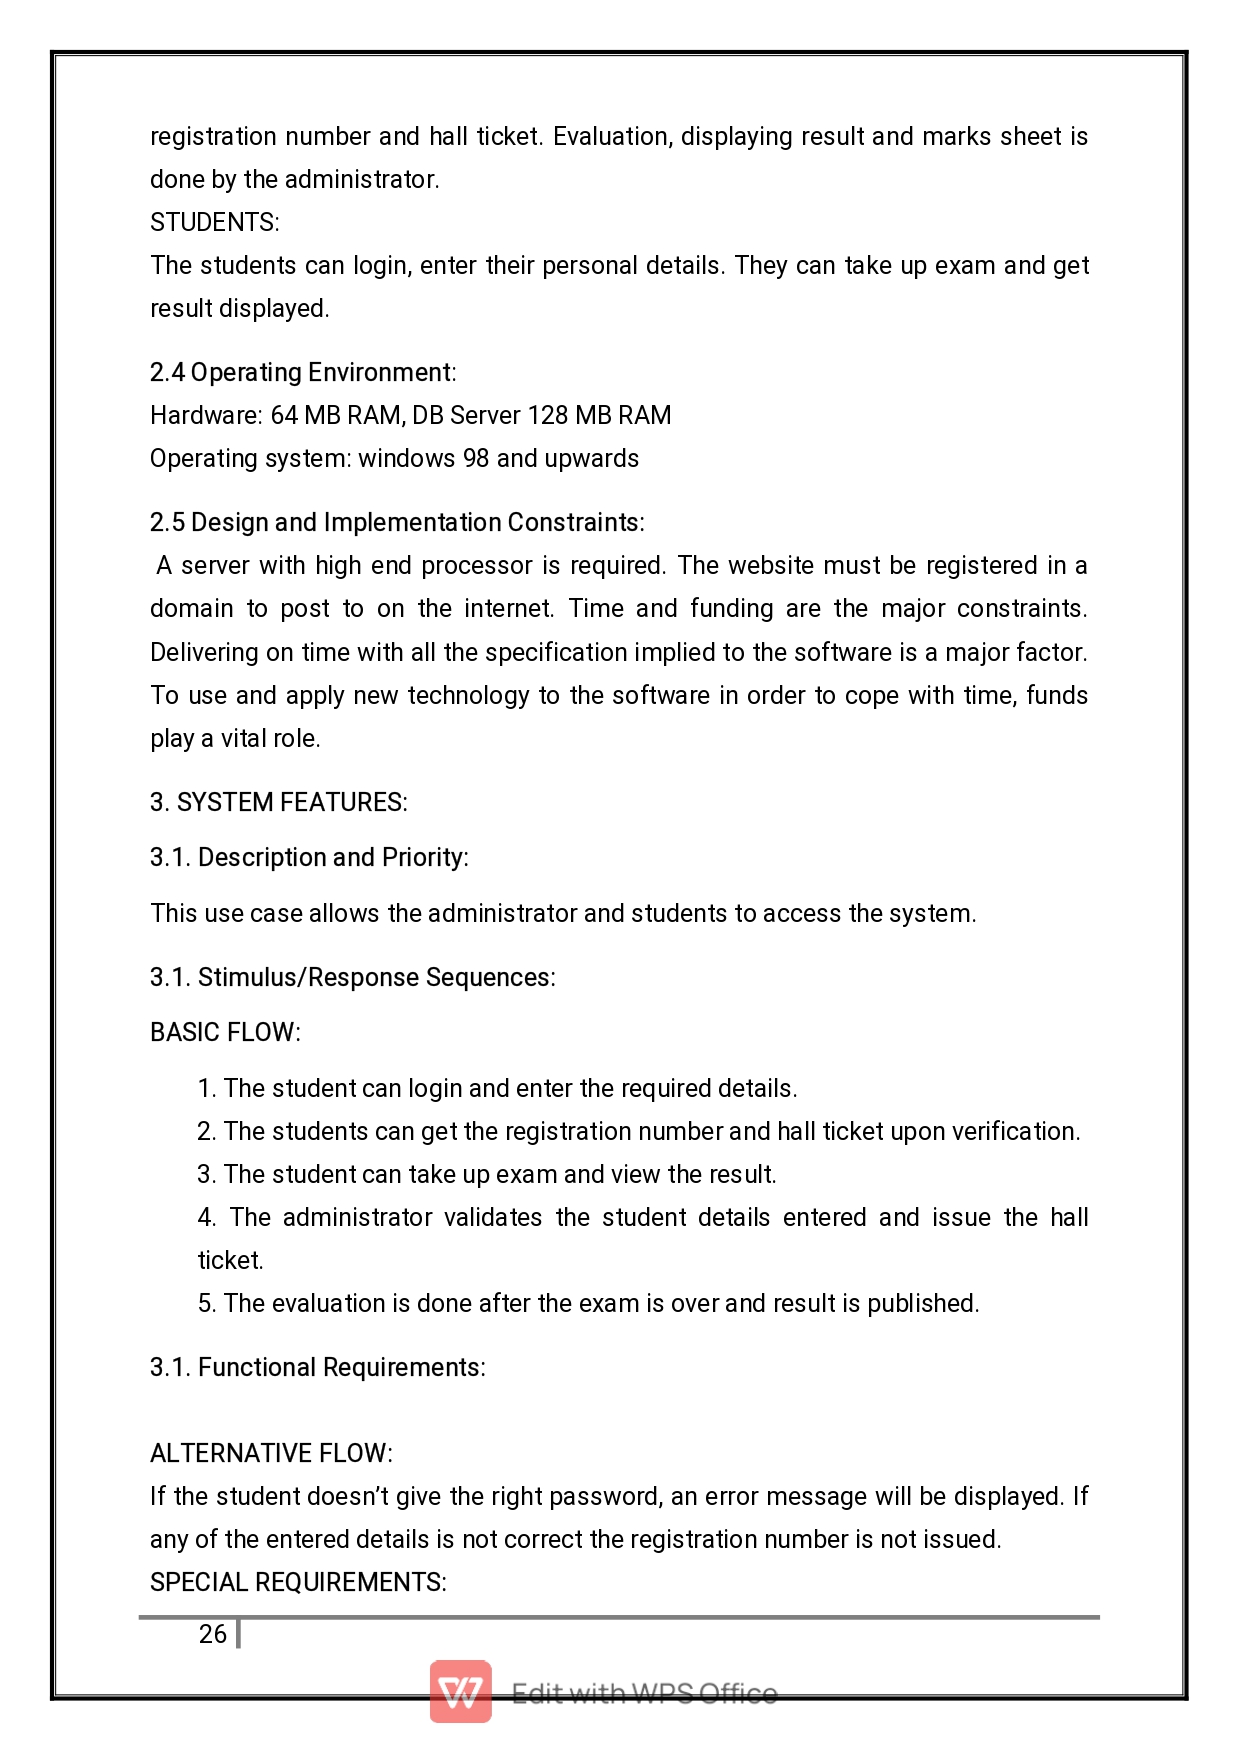 registration number and hall ticket. Evaluation, displaying result and marks sheet is
done by the administrator.
STUDENTS:
The students can login, enter their personal details. They can take up exam and get
result displayed.
2.4 Operating Environment:
Hardware: 64 MB RAM, DB Server 128 MB RAM
Operating system: windows 98 and upwards
2.5 Design and Implementation Constraints:
A server with high end processor is required. The website must be registered in a
domain to post to on the internet. Time and funding are the major constraints.
Delivering on time with all the specification implied to the software is a major factor.
To use and apply new technology to the software in order to cope with time, funds
play a vital role.
3. SYSTEM FEATURES:
3.1. Description and Priority:
This use case allows the administrator and students to access the system.
3.1. Stimulus/Response Sequences:
BASIC FLOW:
1. The student can login and enter the required details.
2. The students can get the registration number and hall ticket upon verification.
3. The student can take up exam and view the result.
4. The administrator validates the student details entered and issue the hall
ticket.
5. The evaluation is done after the exam is over and result is published.
3.1. Functional Requirements:
ALTERNATIVE FLOW:
If the student doesn’t give the right password, an error message will be displayed. If
any of the entered details is not correct the registration number is not issued.
SPECIAL REQUIREMENTS:
26
Edit with WPS Office